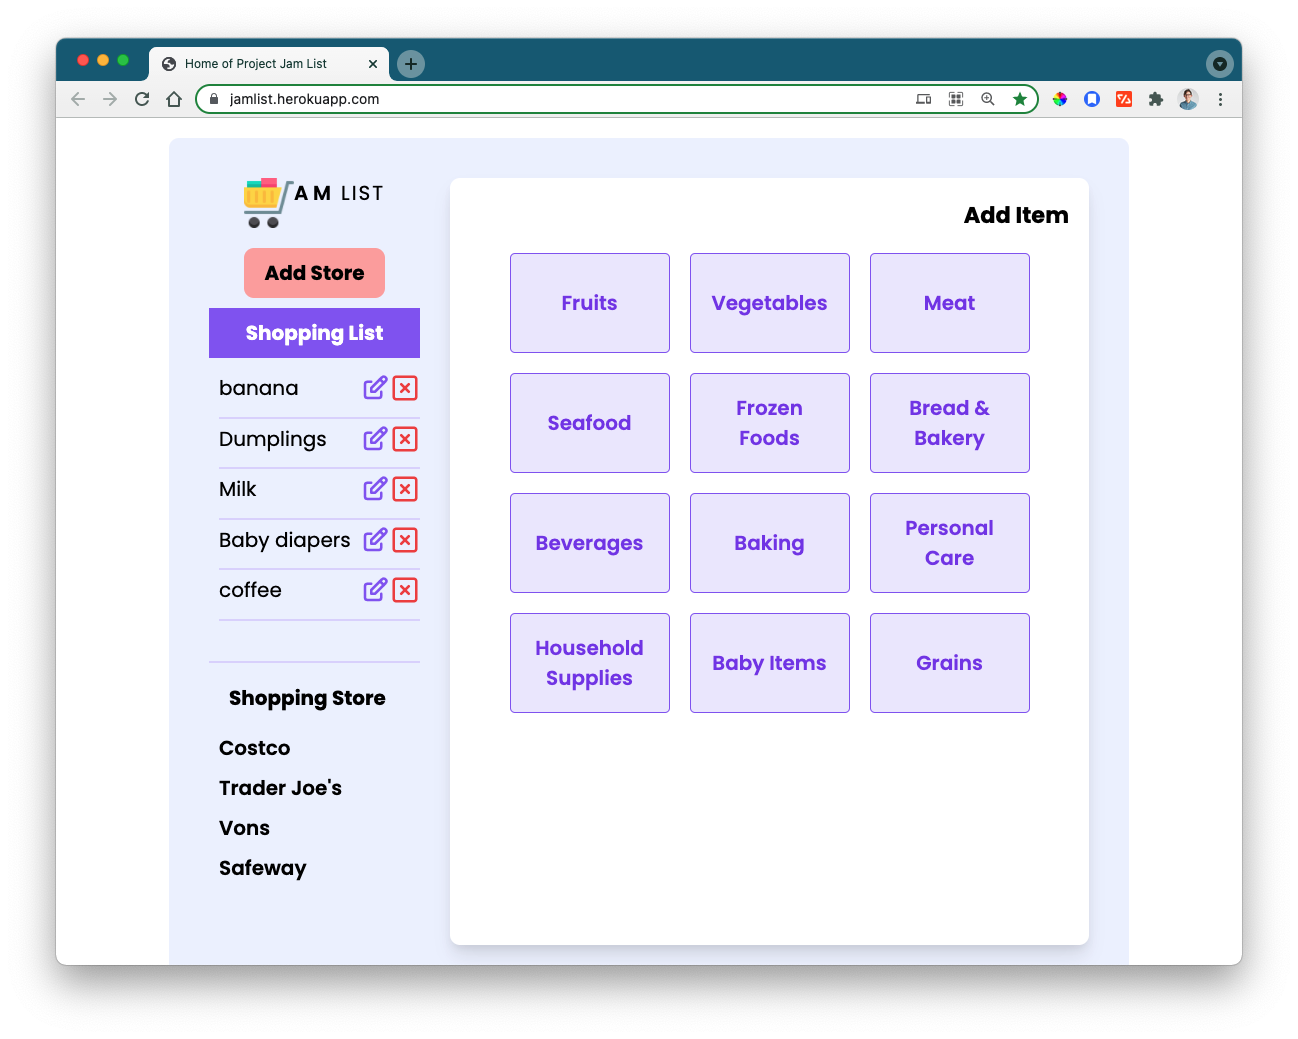 Home of Project Jam List
jamlist.herokuapp.com
AM LIST
Add Store
Shopping List
banana
Dumplings
Milk
Baby diapers
coffee
Shopping Store
Costco
Trader Joe's
Vons
Safeway
Add Item
Fruits
Vegetables
Meat
Seafood
Frozen
Foods
Bread &
Bakery
Beverages
Baking
Personal
Care
Household
Supplies
Baby Items
Grains